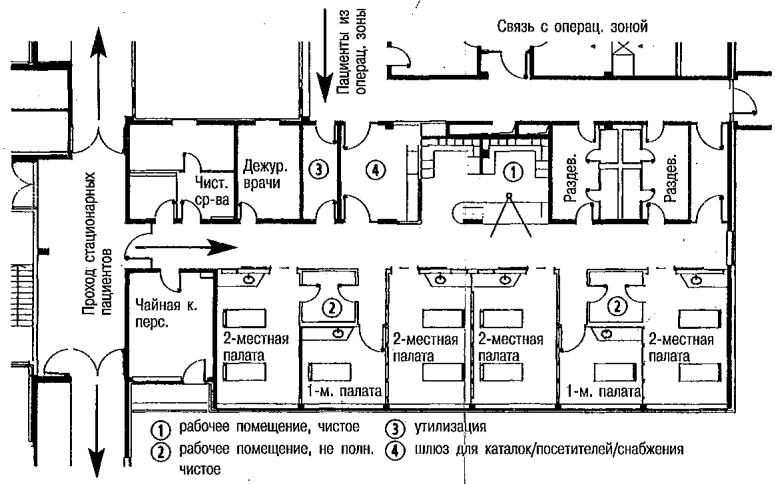 Пациенты из
операц. зоны
Связь с операц. зоной
Проход стационарных
пациентов
Чист.
ср-ва
Дежур.
врачи
3
4
1
Раздев.
Раздев.
Чайная к.
перс.
2
2
2-местная
палата
1-м. палата
2-местная
палата
2-местная
палата
1-м. палата
2-местная
палата
1 рабочее помещение, чистое
2 рабочее помещение, не полн.
чистое
3 утилизация
4 шлюз для каталок/посетителей/снабжения